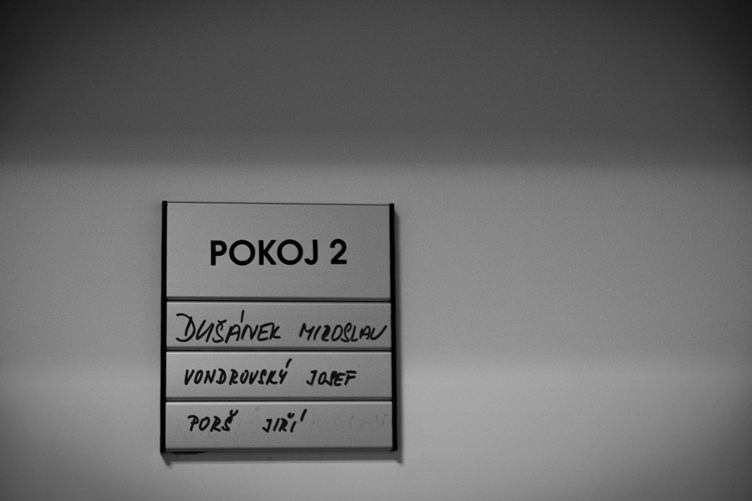 POKOJ 2
DUŠÁNEK MIROSLAV
VONDROVSKÝ JOSEF
PORŠ JIŘÍ